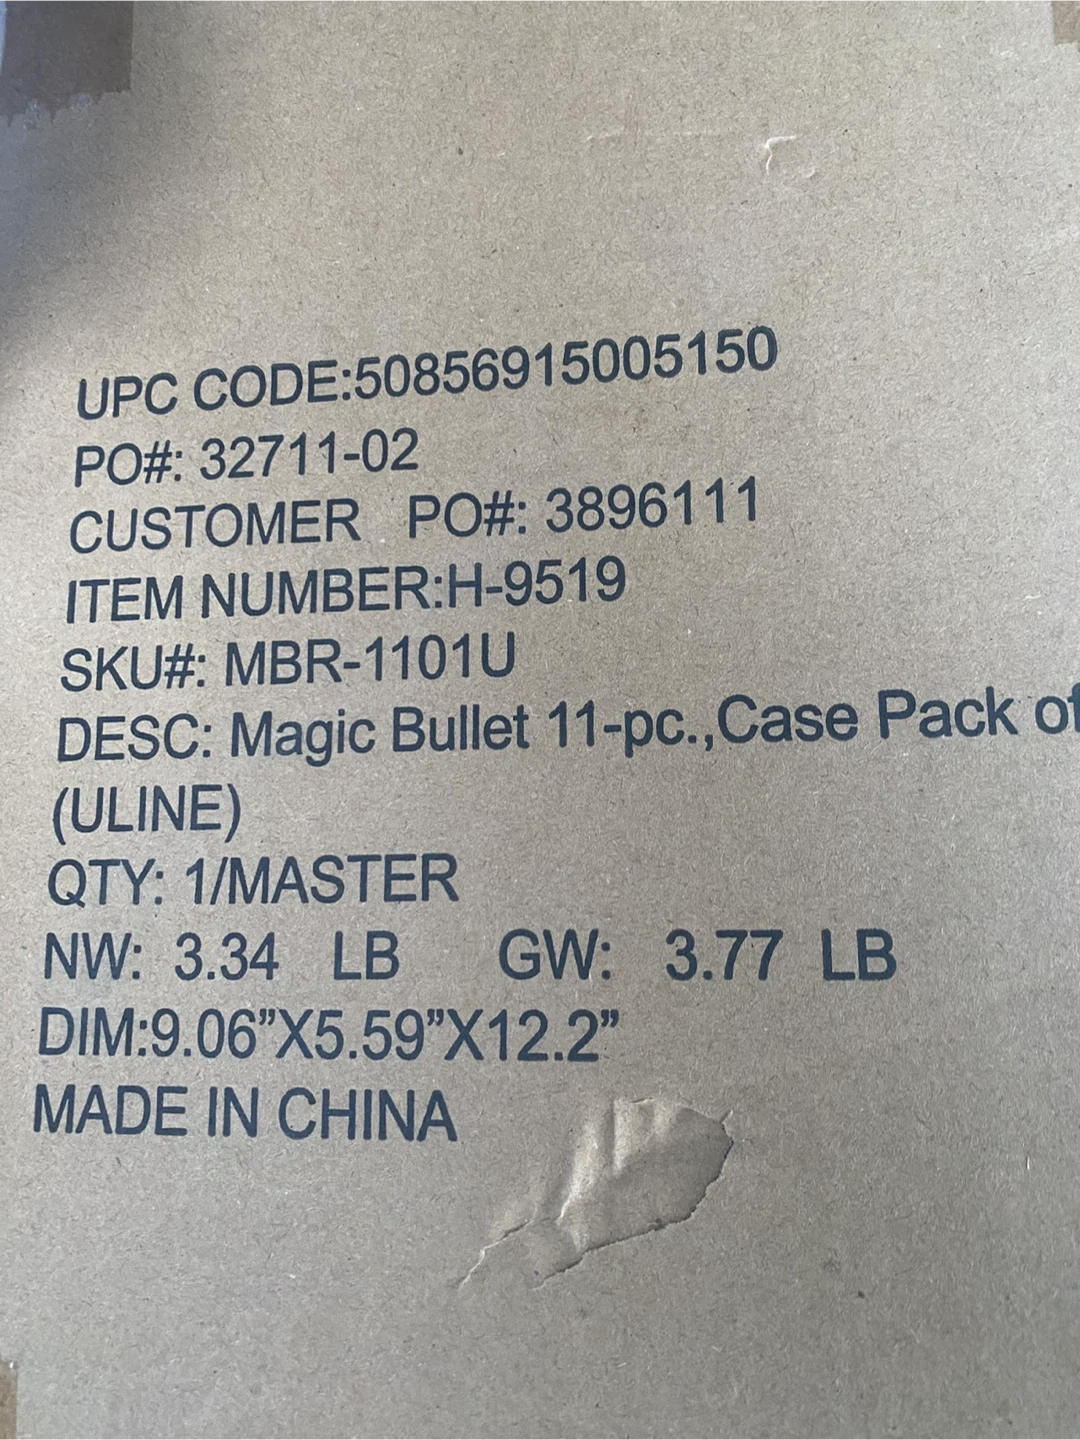 UPC CODE:50856915005150
PO#: 32711-02
CUSTOMER PO#: 3896111
ITEM NUMBER:H-9519
SKU#: MBR-1101U
DESC: Magic Bullet 11-pc.,Case Pack of
(ULINE)
QTY: 1/MASTER
NW: 3.34 LB GW: 3.77 LB
DIM:9.06”X5.59”X12.2”
MADE IN CHINA